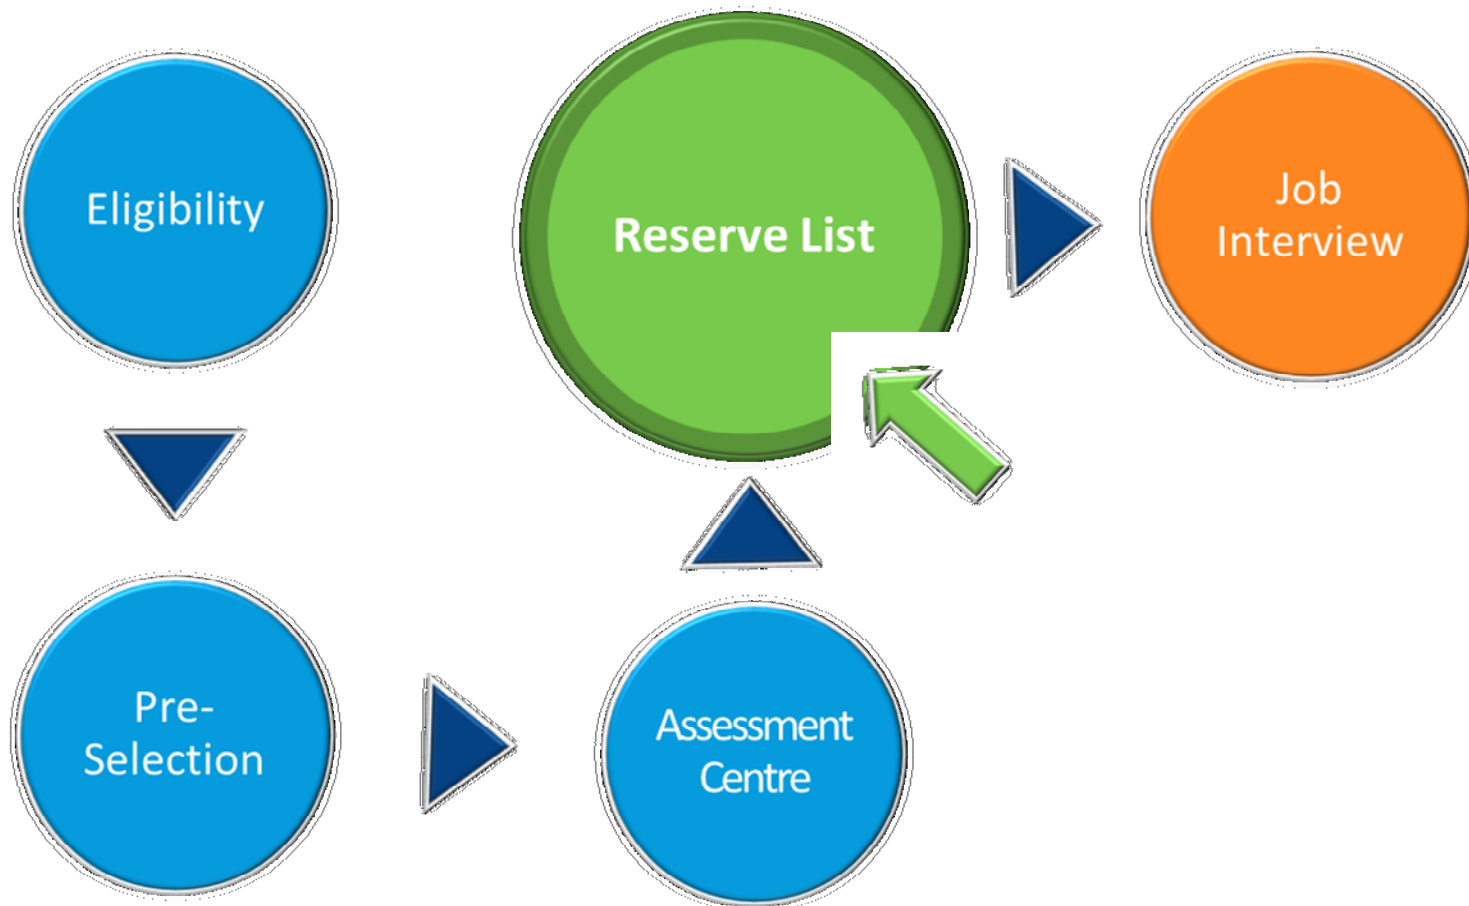 Eligibility
Pre-
Selection
Assessment
Centre
Reserve List
Job
Interview